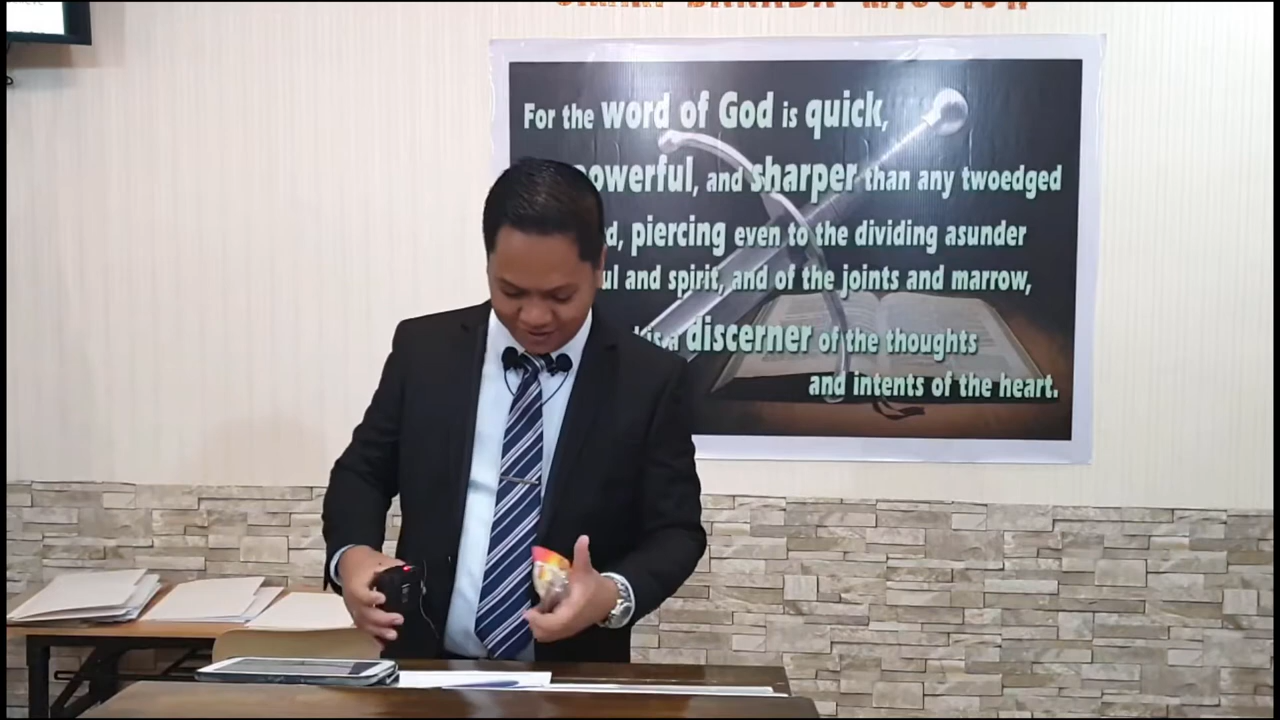 For the word of God is quick,
powerful, and sharper than any twoedged
piercing even to the dividing asunder
and spirit, and of the joints and marrow,
is a discerner of the thoughts
and intents of the heart.